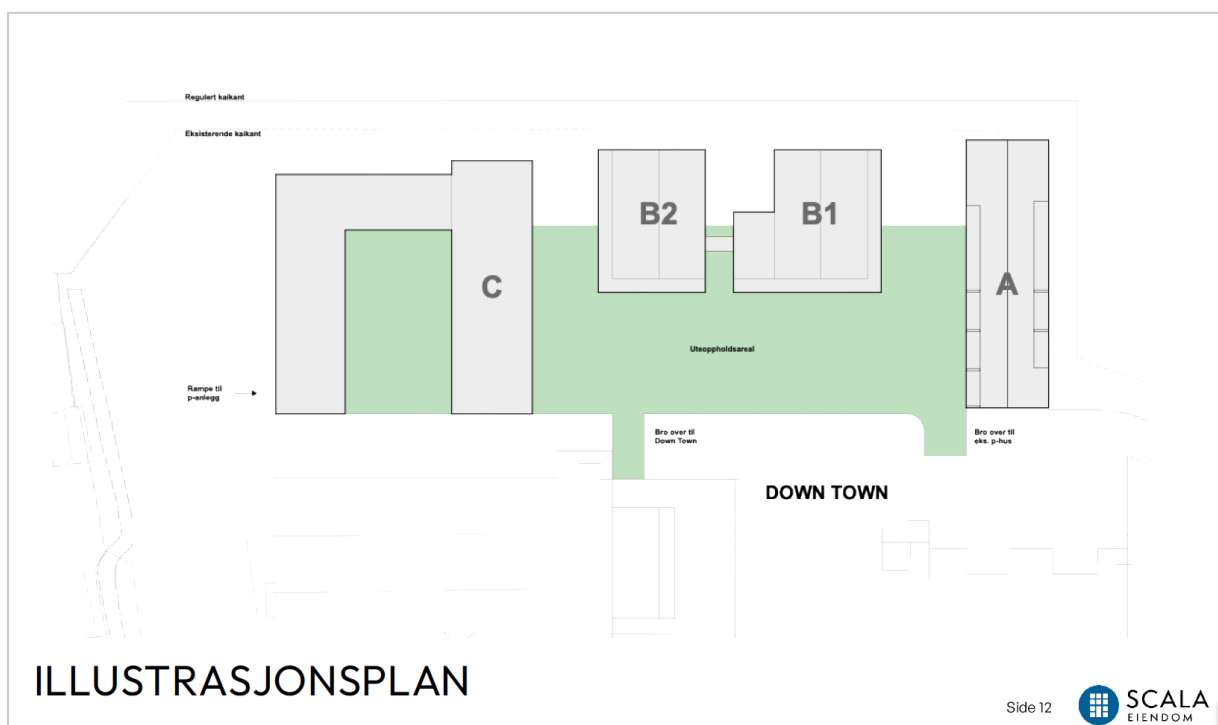 Regulert kaikant
Eksisterende kaikant
B2
B1
C
A
Uteoppholdsareal
Rampe til
p-anlegg
Bro over til
Down Town
Bro over til
eks. p-hus
DOWN TOWN
ILLUSTRASJONSPLAN
Side 12
SCALA
EIENDOM